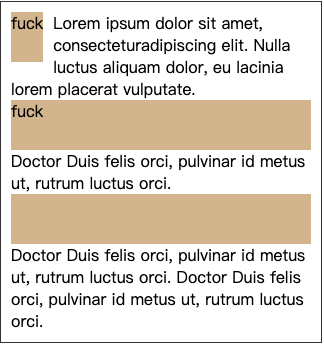 fuck Lorem ipsum dolor sit amet,
consecteturadipiscing elit. Nulla
luctus aliquam dolor, eu lacinia
lorem placerat vulputate.
fuck
Doctor Duis felis orci, pulvinar id metus
ut, rutrum luctus orci.
Doctor Duis felis orci, pulvinar id metus
ut, rutrum luctus orci. Doctor Duis felis
orci, pulvinar id metus ut, rutrum luctus
orci.